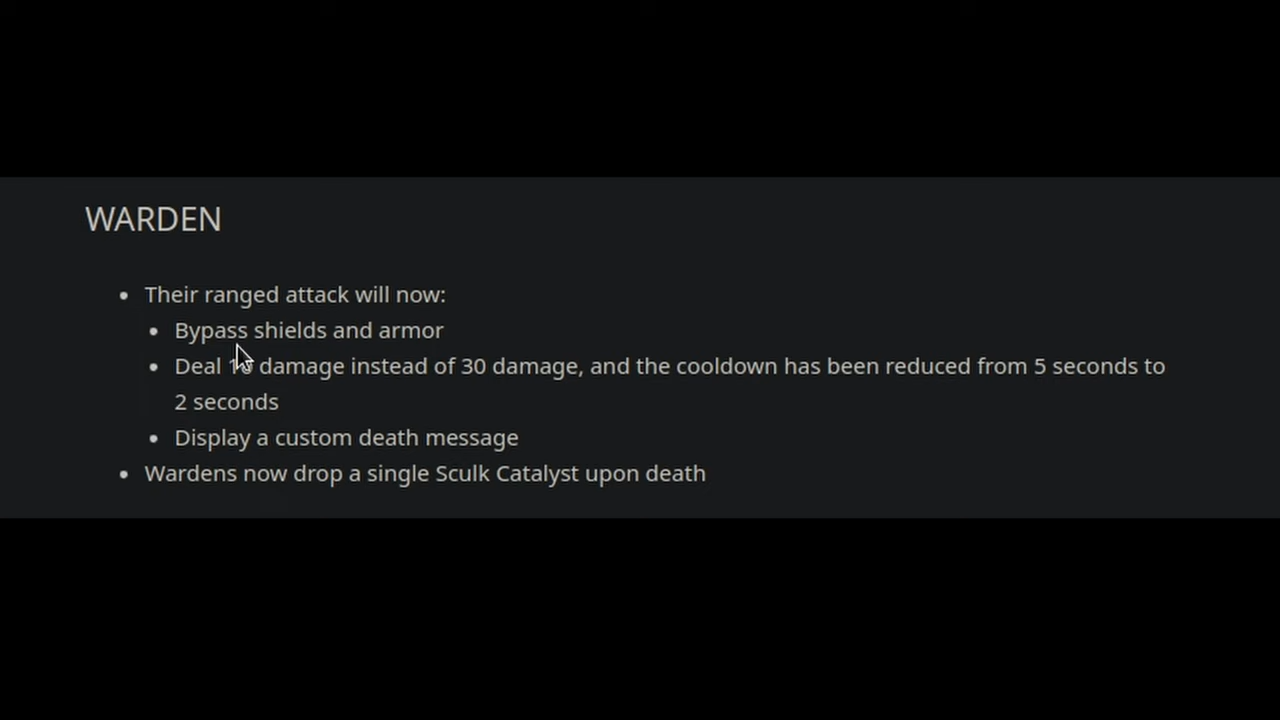 WARDEN
• Their ranged attack will now:
• Bypass shields and armor
• Deal damage instead of 30 damage, and the cooldown has been reduced from 5 seconds to
2 seconds
• Display a custom death message
• Wardens now drop a single Sculk Catalyst upon death